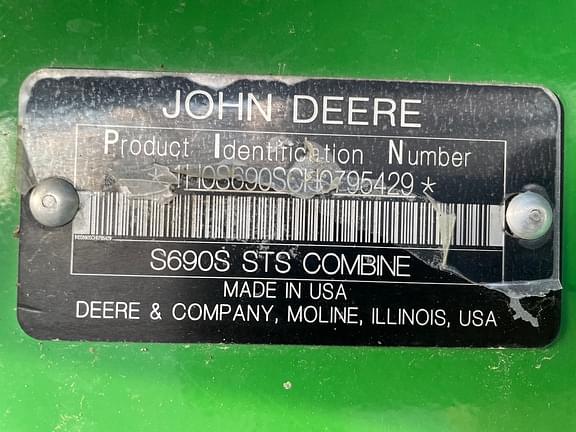 JOHN DEERE
Product Identification Number
*1H0S690SCH0795429*
S690S STS COMBINE
MADE IN USA
DEERE & COMPANY, MOLINE, ILLINOIS, USA